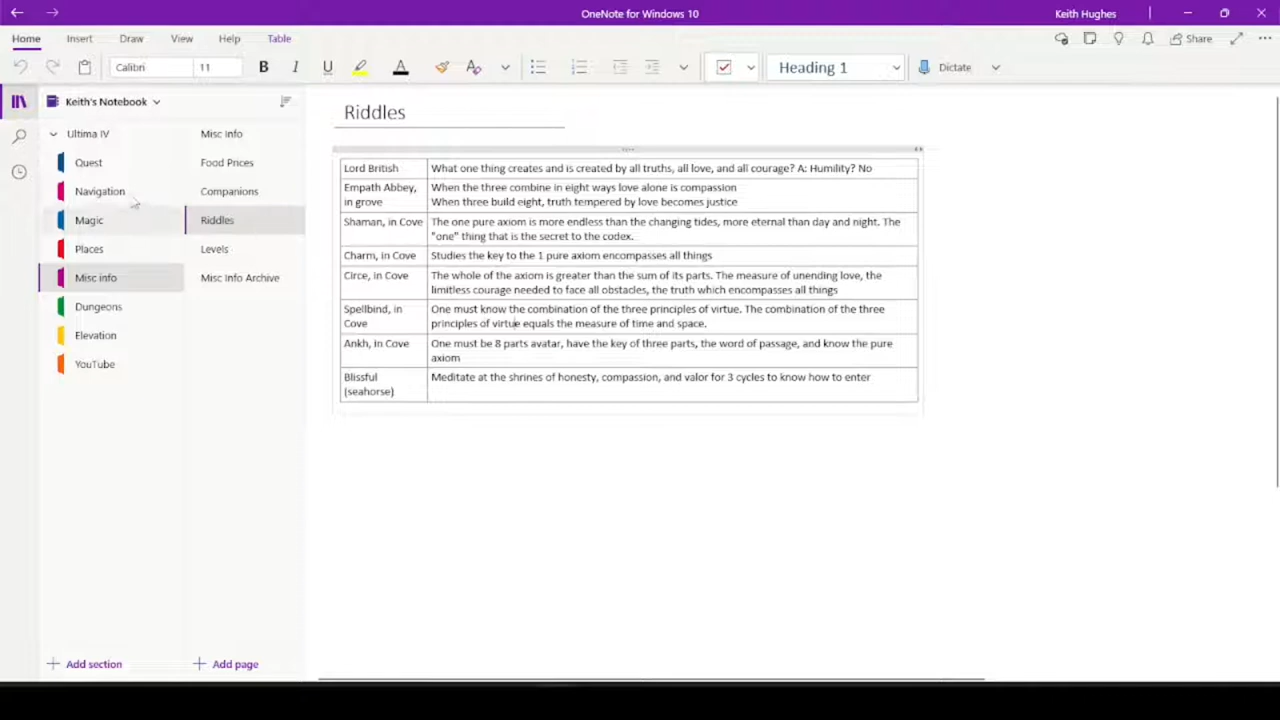 OneNote for Windows 10
Keith Hughes
Home
Insert
Draw
View
Help
Table
Share
Calibri
11
B
I
U
A
A
Heading 1
Dictate
Keith's Notebook
Ultima IV
Quest
Navigation
Magic
Places
Misc info
Dungeons
Elevation
YouTube
Add section
Misc Info
Food Prices
Companions
Riddles
Levels
Misc Info Archive
Add page
Riddles
Lord British
What one thing creates and is created by all truths, all love, and all courage? A: Humility? No
Empath Abbey,
in grove
When the three combine in eight ways love alone is compassion
When three build eight, truth tempered by love becomes justice
Shaman, in Cove
The one pure axiom is more endless than the changing tides, more eternal than day and night. The
"one" thing that is the secret to the codex.
Charm, in Cove
Studies the key to the 1 pure axiom encompasses all things
Circe, in Cove
The whole of the axiom is greater than the sum of its parts. The measure of unending love, the
limitless courage needed to face all obstacles, the truth which encompasses all things
Spellbind, in
Cove
One must know the combination of the three principles of virtue. The combination of the three
principles of virtue equals the measure of time and space.
Ankh, in Cove
One must be 8 parts avatar, have the key of three parts, the word of passage, and know the pure
axiom
Blissful
(seahorse)
Meditate at the shrines of honesty, compassion, and valor for 3 cycles to know how to enter